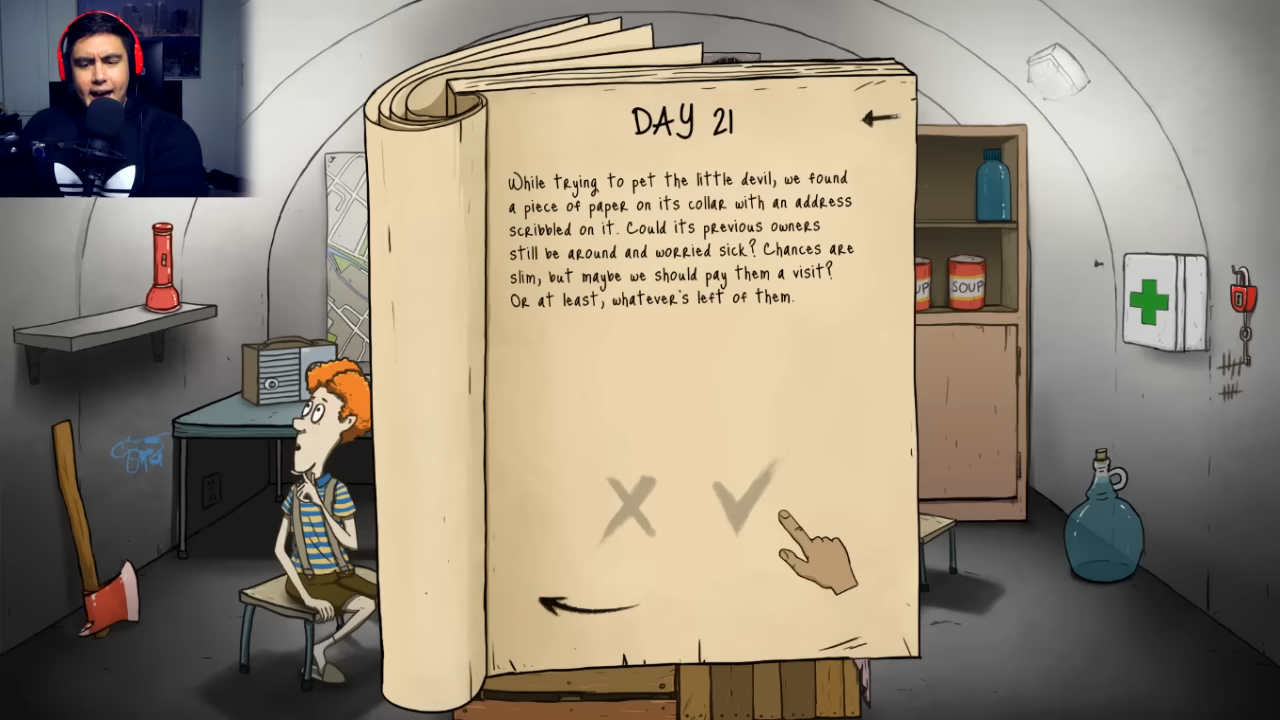 DAY 21
While trying to pet the little devil, we found
a piece of paper on its collar with an address
scribbled on it. Could its previous owners
still be around and worried sick? Chances are
slim, but maybe we should pay them a visit?
Or at least, whatever's left of them.
UP
SOUP